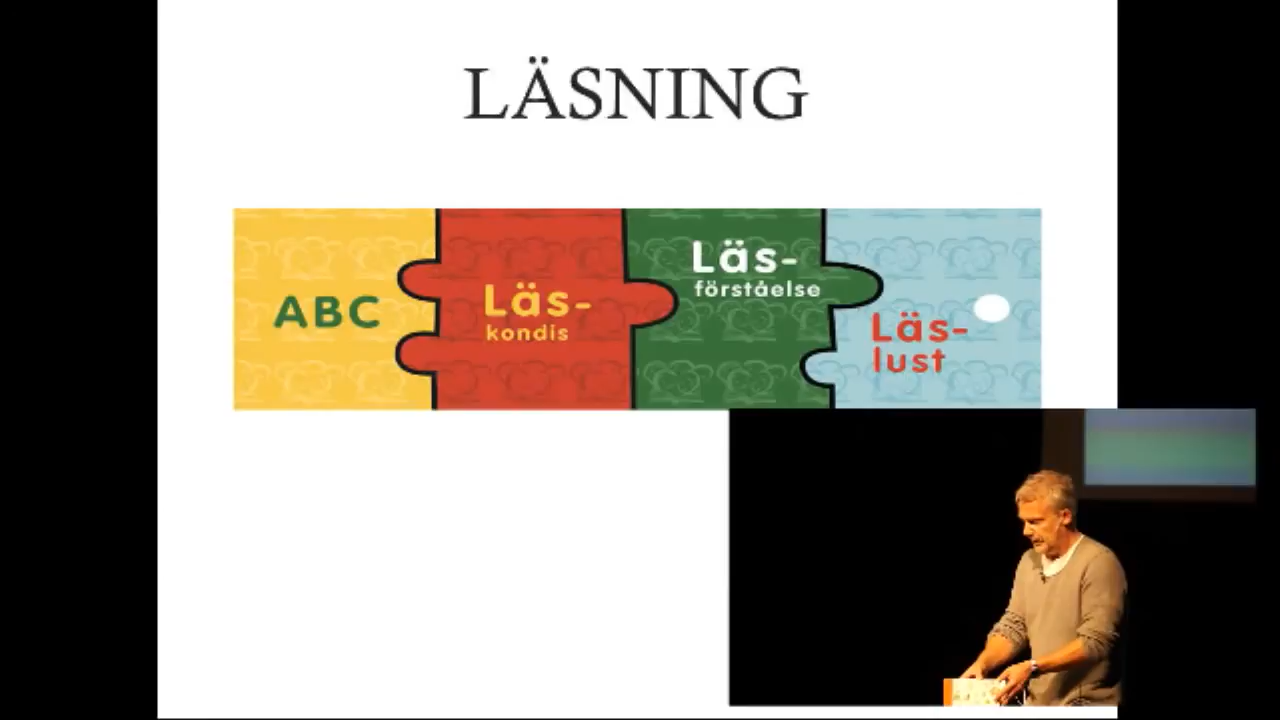 LÄSNING
ABC
Läs-
kondis
Läs-
förståelse
Läs-
lust